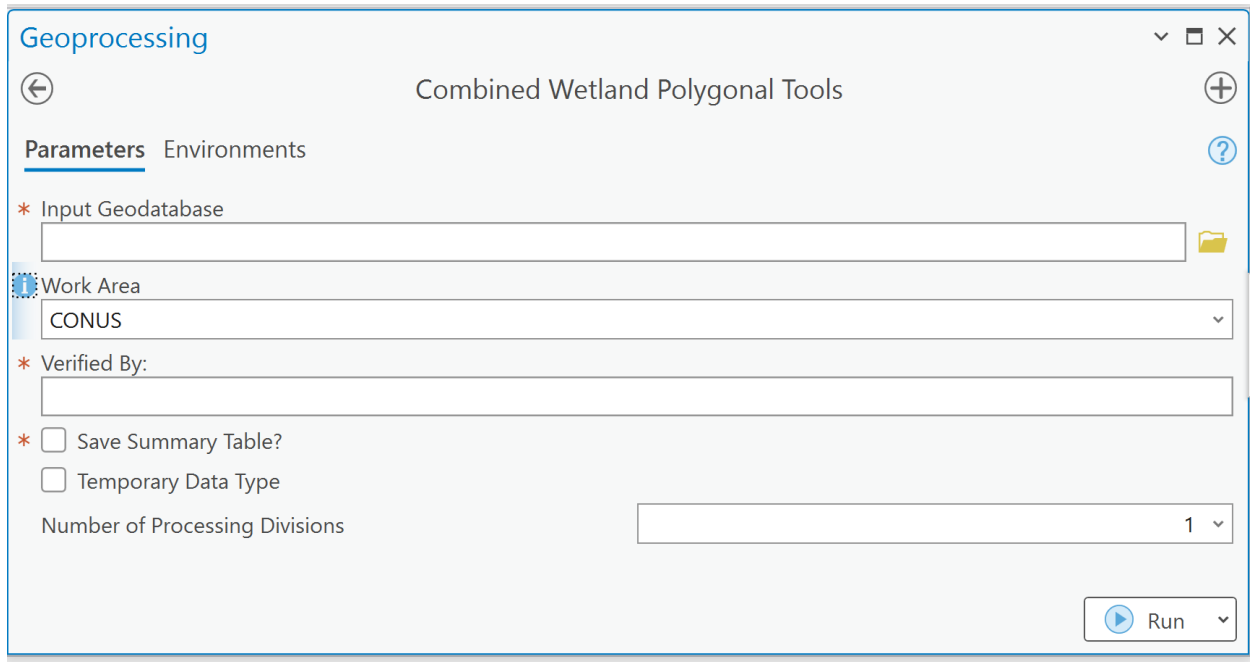 Geoprocessing
Combined Wetland Polygonal Tools
Parameters Environments
* Input Geodatabase
Work Area
CONUS
* Verified By:
* Save Summary Table?
Temporary Data Type
Number of Processing Divisions 1
Run